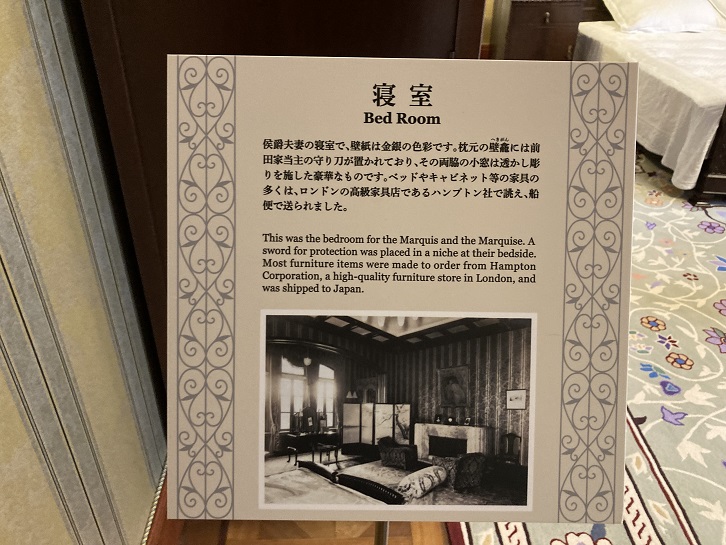 寝室
Bed Room
へきがん
侯爵夫妻の寝室で、壁紙は金銀の色彩です。枕元の壁龕には前
田家当主の守り刀が置かれており、その両脇の小窓は透かし彫
りを施した豪華なものです。ベッドやキャビネット等の家具の
多くは、ロンドンの高級家具店であるハンプトン社で誂え、船
便で送られました。
This was the bedroom for the Marquis and the Marquise. A
sword for protection was placed in a niche at their bedside.
Most furniture items were made to order from Hampton
Corporation, a high-quality furniture store in London, and
was shipped to Japan.